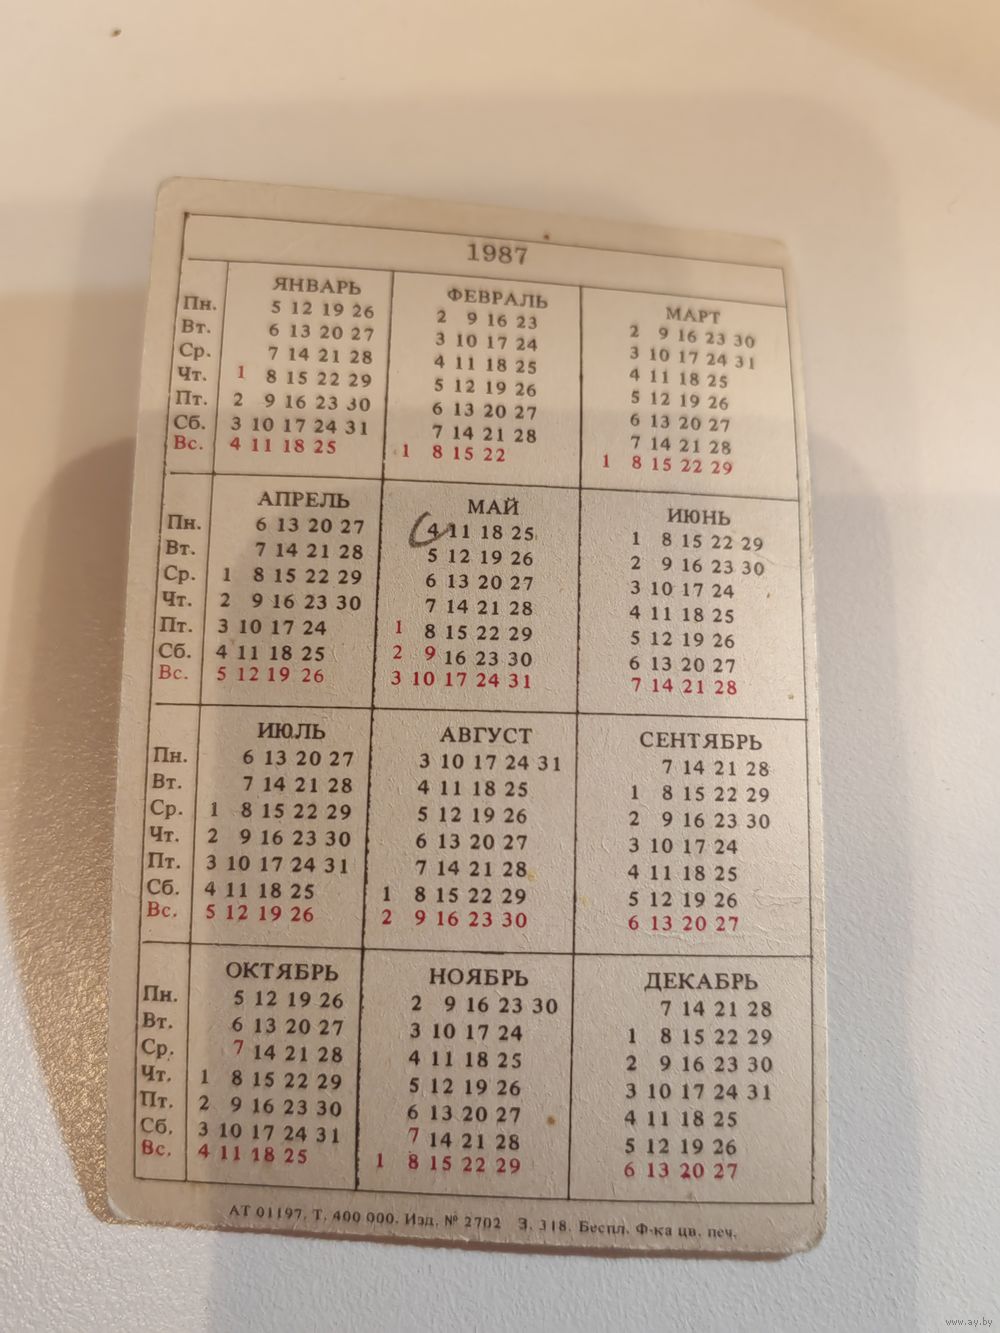 1987
ЯНВАРЬ
Пн. 5 12 19 26
Вт. 6 13 20 27
Ср. 7 14 21 28
Чт. 1 8 15 22 29
Пт. 2 9 16 23 30
Сб. 3 10 17 24 31
Вс. 4 11 18 25
ФЕВРАЛЬ
2 9 16 23
3 10 17 24
4 11 18 25
5 12 19 26
6 13 20 27
7 14 21 28
1 8 15 22
МАРТ
2 9 16 23 30
3 10 17 24 31
4 11 18 25
5 12 19 26
6 13 20 27
7 14 21 28
1 8 15 22 29
АПРЕЛЬ
Пн. 6 13 20 27
Вт. 7 14 21 28
Ср. 1 8 15 22 29
Чт. 2 9 16 23 30
Пт. 3 10 17 24
Сб. 4 11 18 25
Вс. 5 12 19 26
МАЙ
4 11 18 25
5 12 19 26
6 13 20 27
7 14 21 28
1 8 15 22 29
2 9 16 23 30
3 10 17 24 31
ИЮНЬ
1 8 15 22 29
2 9 16 23 30
3 10 17 24
4 11 18 25
5 12 19 26
6 13 20 27
7 14 21 28
ИЮЛЬ
Пн. 6 13 20 27
Вт. 7 14 21 28
Ср. 1 8 15 22 29
Чт. 2 9 16 23 30
Пт. 3 10 17 24 31
Сб. 4 11 18 25
Вс. 5 12 19 26
АВГУСТ
3 10 17 24 31
4 11 18 25
5 12 19 26
6 13 20 27
7 14 21 28
1 8 15 22 29
2 9 16 23 30
СЕНТЯБРЬ
7 14 21 28
1 8 15 22 29
2 9 16 23 30
3 10 17 24
4 11 18 25
5 12 19 26
6 13 20 27
ОКТЯБРЬ
Пн. 5 12 19 26
Вт. 6 13 20 27
Ср. 7 14 21 28
Чт. 1 8 15 22 29
Пт. 2 9 16 23 30
Сб. 3 10 17 24 31
Вс. 4 11 18 25
НОЯБРЬ
2 9 16 23 30
3 10 17 24
4 11 18 25
5 12 19 26
6 13 20 27
7 14 21 28
1 8 15 22 29
ДЕКАБРЬ
7 14 21 28
1 8 15 22 29
2 9 16 23 30
3 10 17 24 31
4 11 18 25
5 12 19 26
6 13 20 27
АТ 01197. Т. 400 000. Изд. № 2702 З. 318. Беспл. Ф-ка цв. печ.
www.ay.by